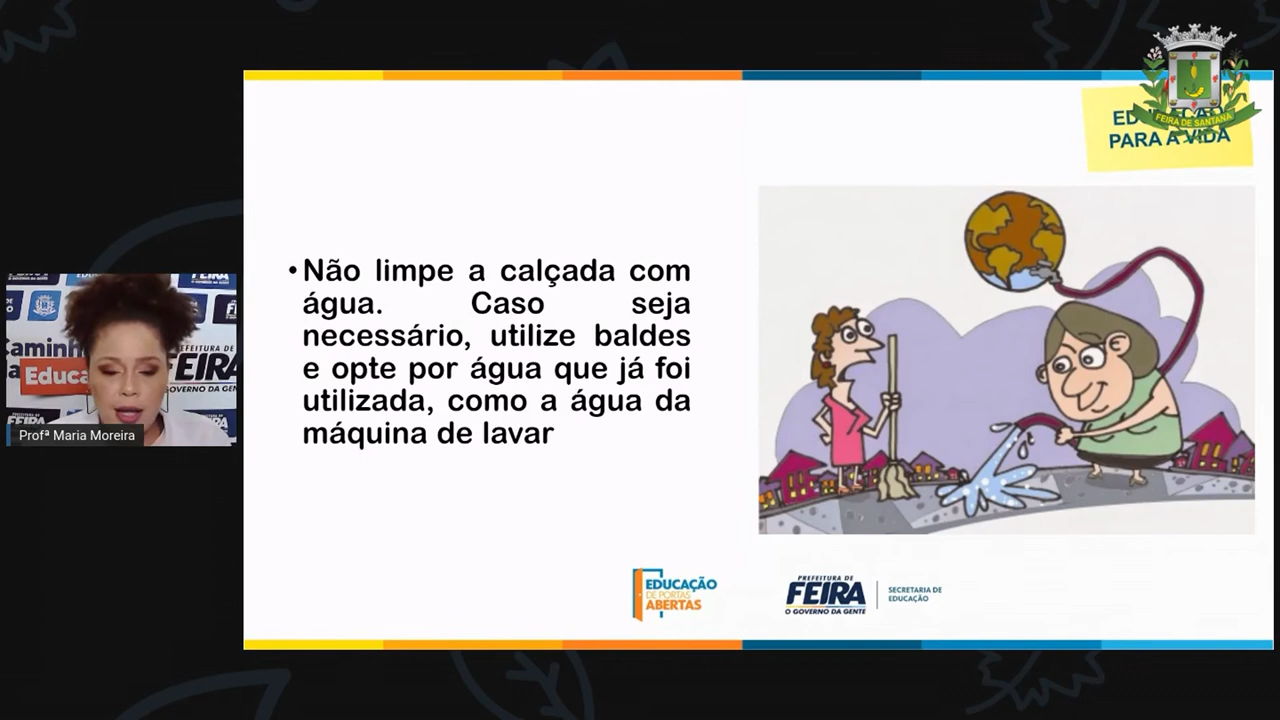 FEIRA DE SANTANA
PARA A VIDA
• Não limpe a calçada com
água. Caso seja
necessário, utilize baldes
e opte por água que já foi
utilizada, como a água da
máquina de lavar
Educa
FEIRA
Profª Maria Moreira
EDUCAÇÃO
DE PORTAS
ABERTAS
PREFEITURA DE
FEIRA
O GOVERNO DA GENTE
SECRETARIA DE
EDUCAÇÃO